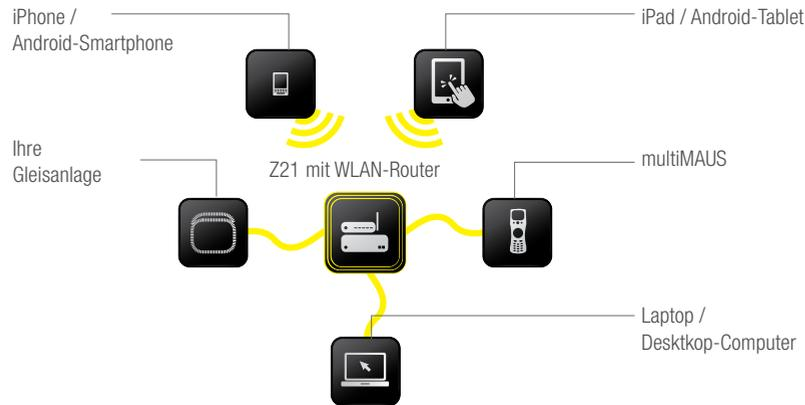 iPhone /
Android-Smartphone
iPad / Android-Tablet
Ihre
Gleisanlage
Z21 mit WLAN-Router
multiMAUS
Laptop /
Desktkop-Computer